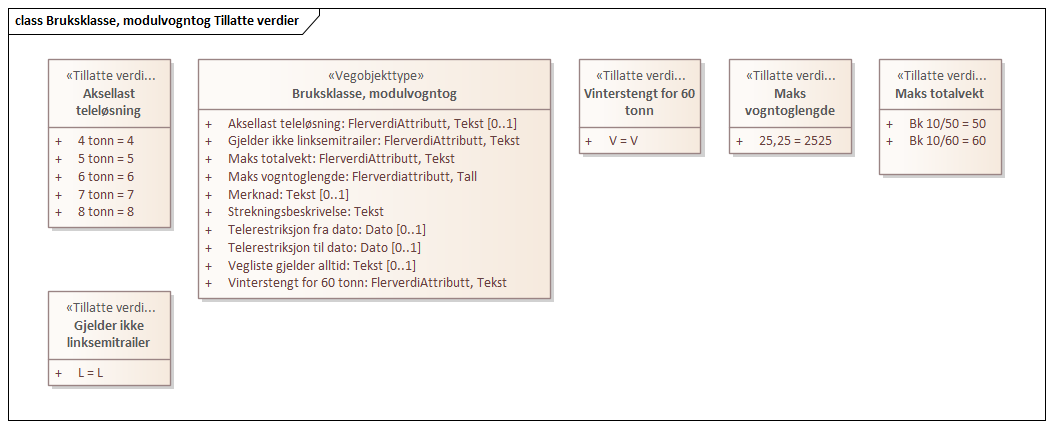 class Bruksklasse, modulvogntog Tillatte verdier
«Tillatte verdi...
Aksellast
teleløsning
+ 4 tonn = 4
+ 5 tonn = 5
+ 6 tonn = 6
+ 7 tonn = 7
+ 8 tonn = 8
«Vegobjekttype»
Bruksklasse, modulvogntog
+ Aksellast teleløsning: FlerverdiAttributt, Tekst [0..1]
+ Gjelder ikke linksemitrailer: FlerverdiAttributt, Tekst
+ Maks totalvekt: FlerverdiAttributt, Tekst
+ Maks vogntoglengde: Flerverdiattributt, Tall
+ Merknad: Tekst [0..1]
+ Strekningsbeskrivelse: Tekst
+ Telerestriksjon fra dato: Dato [0..1]
+ Telerestriksjon til dato: Dato [0..1]
+ Vegliste gjelder alltid: Tekst [0..1]
+ Vinterstengt for 60 tonn: FlerverdiAttributt, Tekst
«Tillatte verdi...
Vinterstengt for 60
tonn
+ V = V
«Tillatte verdi...
Maks
vogntoglengde
+ 25,25 = 2525
«Tillatte verdi...
Maks totalvekt
+ Bk 10/50 = 50
+ Bk 10/60 = 60
«Tillatte verdi...
Gjelder ikke
linksemitrailer
+ L = L